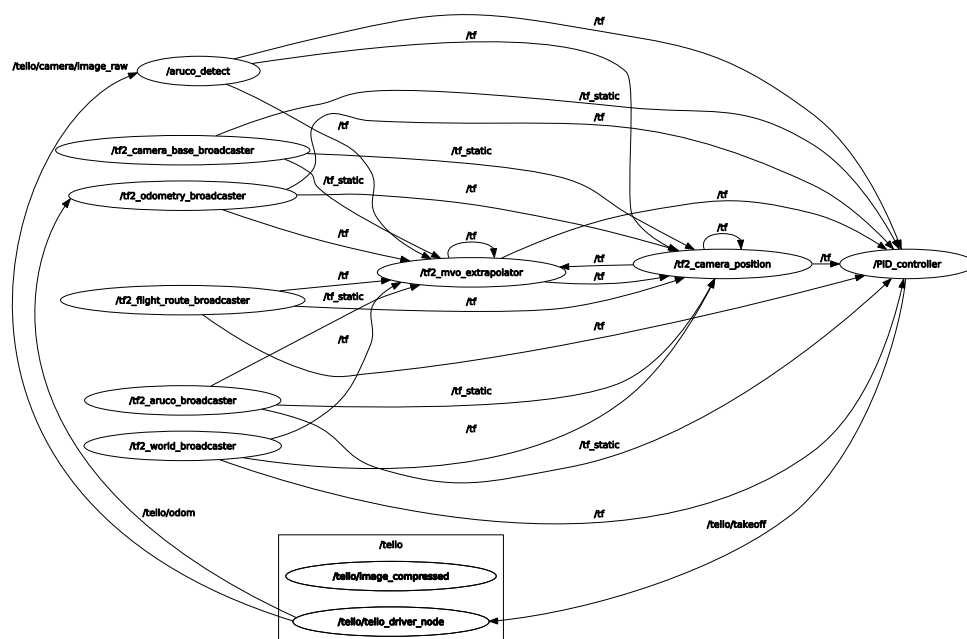 /tf
/tf
/tello/camera/image_raw
/aruco_detect
/tf_static
/tf
/tf
/tf2_camera_base_broadcaster
/tf_static
/tf_static
/tf2_odometry_broadcaster
/tf
/tf
/tf
/tf
/tf2_mvo_extrapolator
/tf
/tf
/tf
/tf2_camera_position
/tf
/PID_controller
/tf
/tf2_flight_route_broadcaster
/tf_static
/tf
/tf
/tf
/tf2_aruco_broadcaster
/tf_static
/tf
/tf2_world_broadcaster
/tf_static
/tello/odom
/tf
/tello/takeoff
/tello
/tello/image_compressed
/tello/tello_driver_node